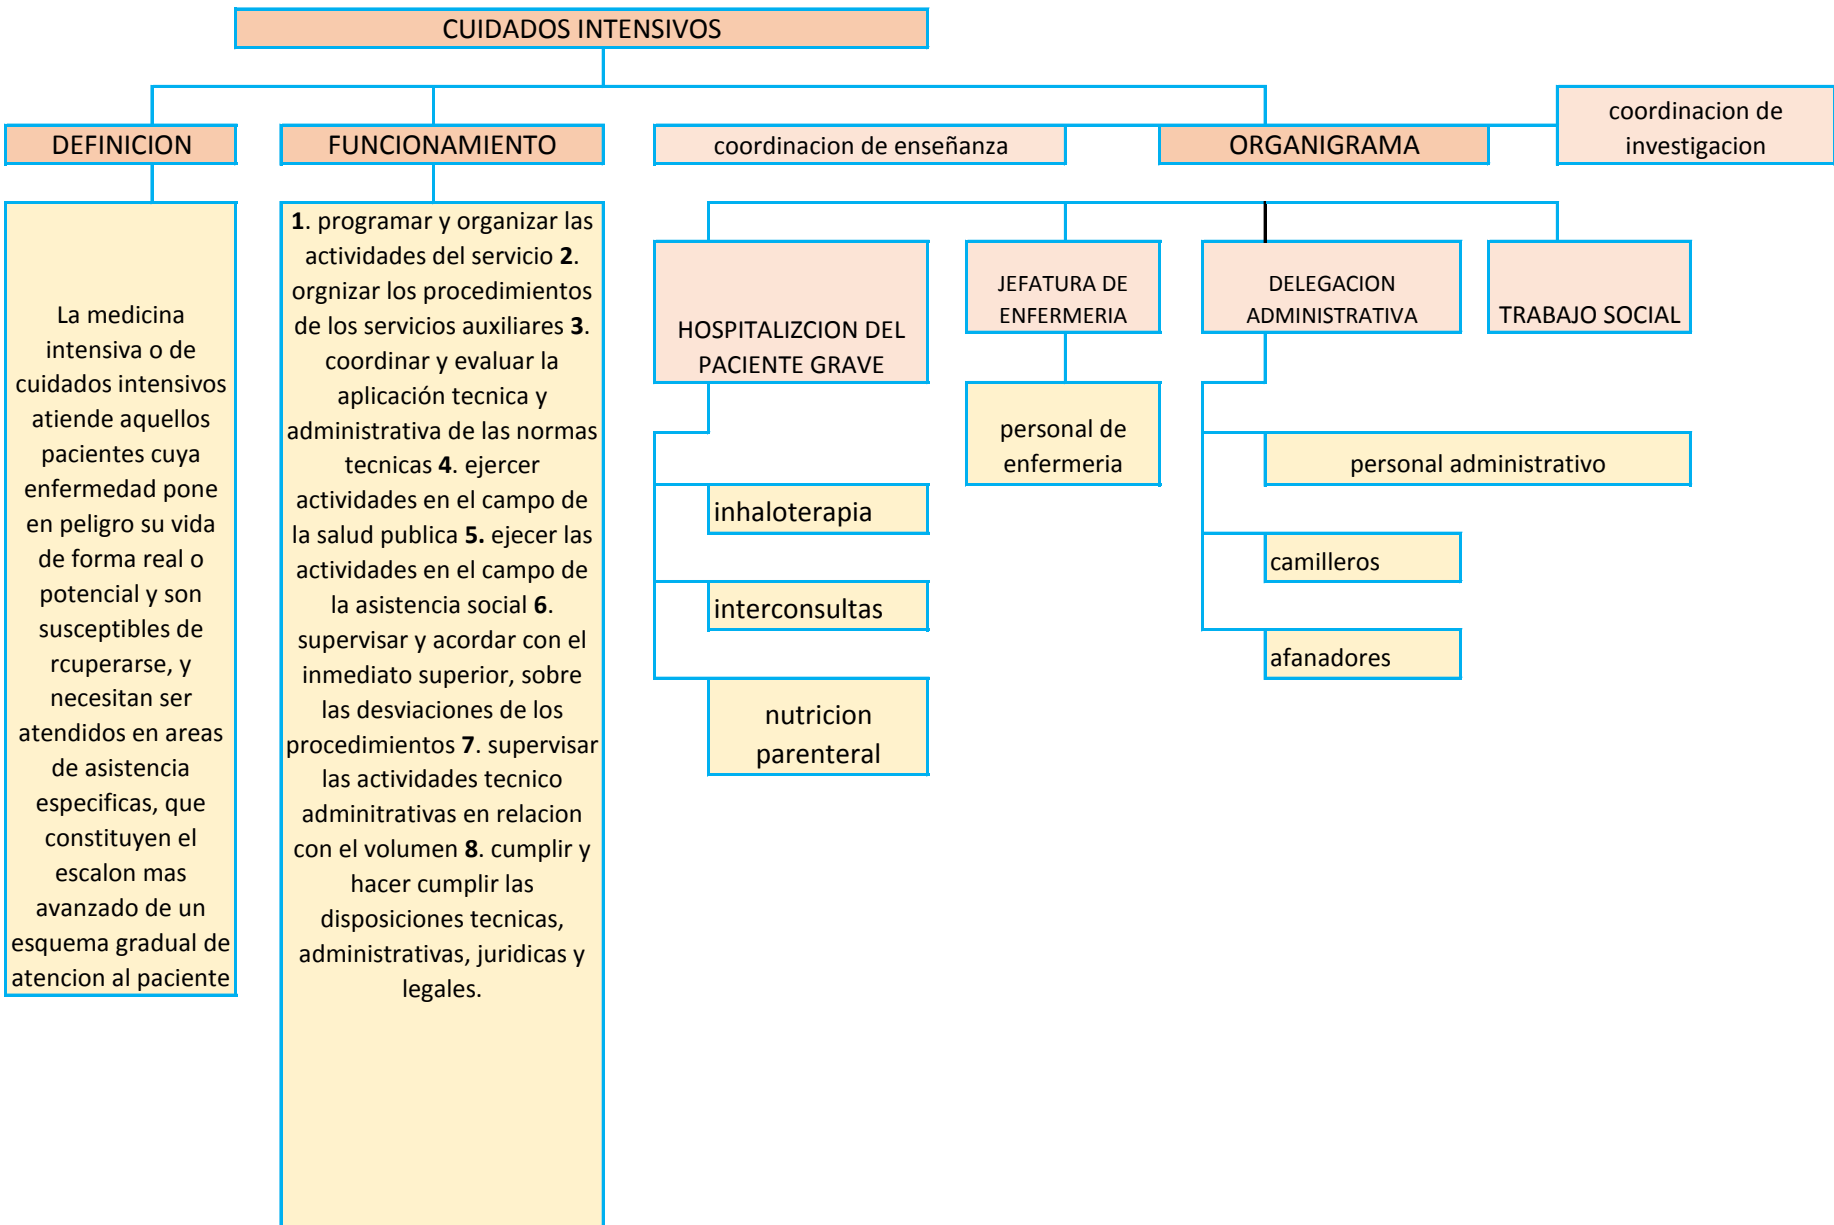 CUIDADOS INTENSIVOS
DEFINICION
La medicina
intensiva o de
cuidados intensivos
atiende aquellos
pacientes cuya
enfermedad pone
en peligro su vida
de forma real o
potencial y son
susceptibles de
rcuperarse, y
necesitan ser
atendidos en areas
de asistencia
especificas, que
constituyen el
escalon mas
avanzado de un
esquema gradual de
atencion al paciente
FUNCIONAMIENTO
1. programar y organizar las
actividades del servicio 2.
orgnizar los procedimientos
de los servicios auxiliares 3.
coordinar y evaluar la
aplicación tecnica y
administrativa de las normas
tecnicas 4. ejercer
actividades en el campo de
la salud publica 5. ejecer las
actividades en el campo de
la asistencia social 6.
supervisar y acordar con el
inmediato superior, sobre
las desviaciones de los
procedimientos 7. supervisar
las actividades tecnico
adminitrativas en relacion
con el volumen 8. cumplir y
hacer cumplir las
disposiciones tecnicas,
administrativas, juridicas y
legales.
coordinacion de enseñanza
ORGANIGRAMA
coordinacion de
investigacion
HOSPITALIZCION DEL
PACIENTE GRAVE
inhaloterapia
interconsultas
nutricion
parenteral
JEFATURA DE
ENFERMERIA
personal de
enfermeria
DELEGACION
ADMINISTRATIVA
personal administrativo
camilleros
afanadores
TRABAJO SOCIAL